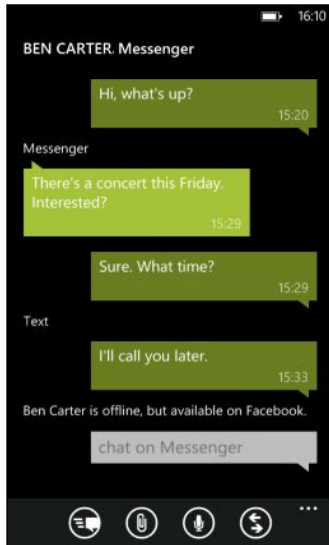 16:10
BEN CARTER, Messenger
Hi, what's up?
15:20
Messenger
There's a concert this Friday.
Interested?
15:29
Sure. What time?
15:29
Text
I'll call you later.
15:33
Ben Carter is offline, but available on Facebook.
chat on Messenger